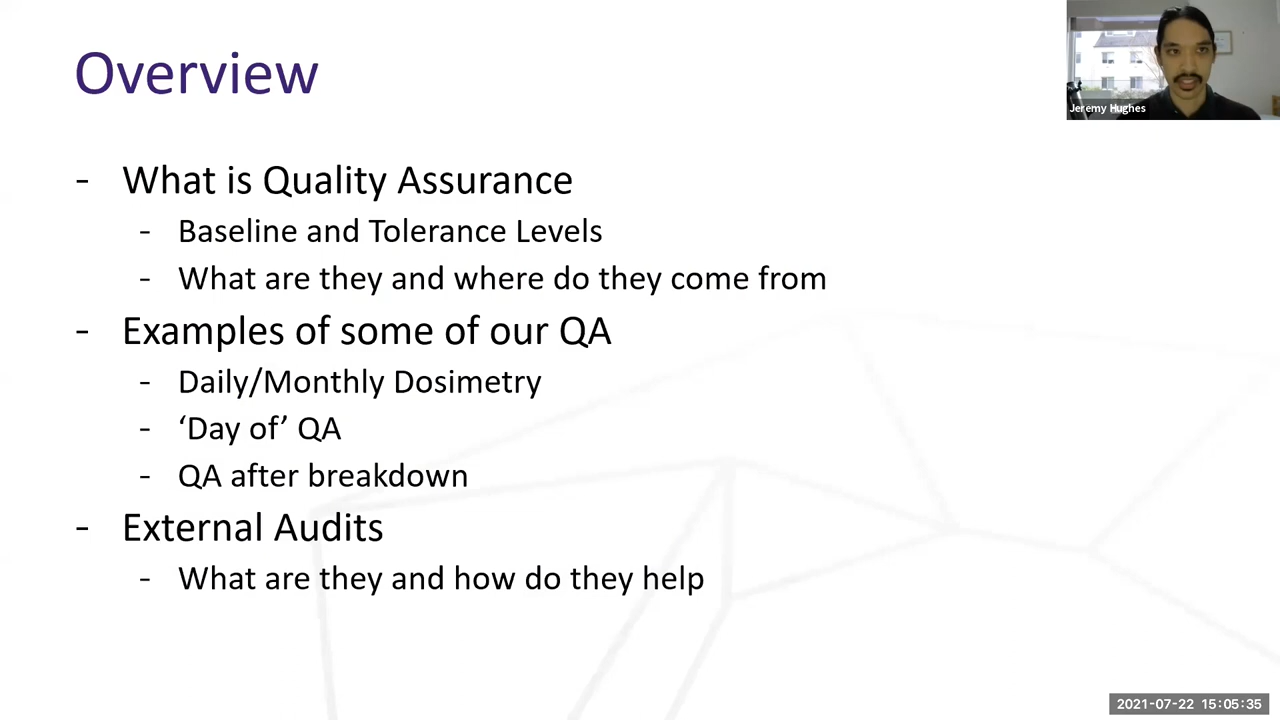 Overview
Jeremy Hughes
- What is Quality Assurance
- Baseline and Tolerance Levels
- What are they and where do they come from
- Examples of some of our QA
- Daily/Monthly Dosimetry
- ‘Day of’ QA
- QA after breakdown
- External Audits
- What are they and how do they help
2021-07-22 15:05:35